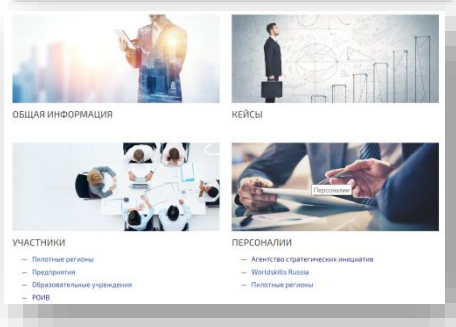 ОБЩАЯ ИНФОРМАЦИЯ
КЕЙСЫ
Персоналии
УЧАСТНИКИ
— Пилотные регионы
— Предприятия
— Образовательные учреждения
— РОИВ
ПЕРСОНАЛИИ
— Агентство стратегических инициатив
— Worldskills Russia
— Пилотные регионы